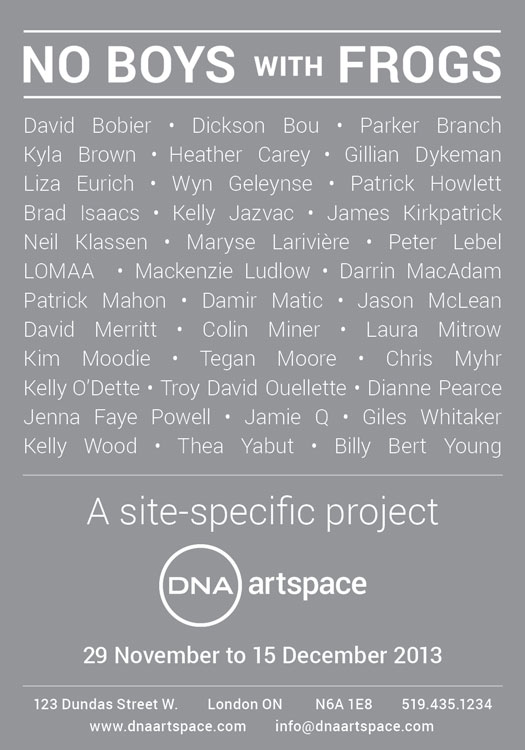 NO BOYS WITH FROGS
David Bobier • Dickson Bou • Parker Branch
Kyla Brown • Heather Carey • Gillian Dykeman
Liza Eurich • Wyn Geleynse • Patrick Howlett
Brad Isaacs • Kelly Jazvac • James Kirkpatrick
Neil Klassen • Maryse Larivière • Peter Lebel
LOMAA • Mackenzie Ludlow • Darrin MacAdam
Patrick Mahon • Damir Matic • Jason McLean
David Merritt • Colin Miner • Laura Mitrow
Kim Moodie • Tegan Moore • Chris Myhr
Kelly O'Dette • Troy David Ouellette • Dianne Pearce
Jenna Faye Powell • Jamie Q • Giles Whitaker
Kelly Wood • Thea Yabut • Billy Bert Young
A site-specific project
DNA artspace
29 November to 15 December 2013
123 Dundas Street W. London ON N6A 1E8 519.435.1234
www.dnaartspace.com info@dnaartspace.com